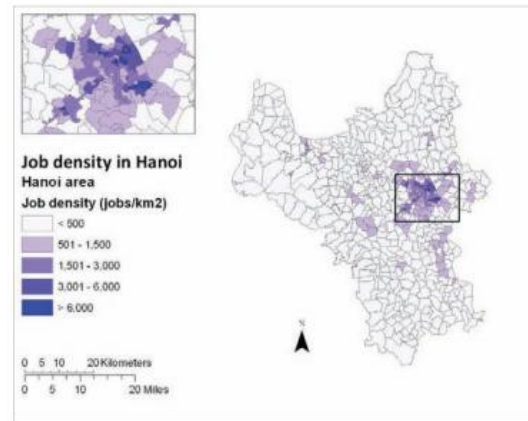 Job density in Hanoi
Hanoi area
Job density (jobs/km2)
< 500
501 - 1,500
1,501 - 3,000
3,001 - 6,000
> 6,000
N
0 5 10 20 Kilometers
0 5 10 20 Miles